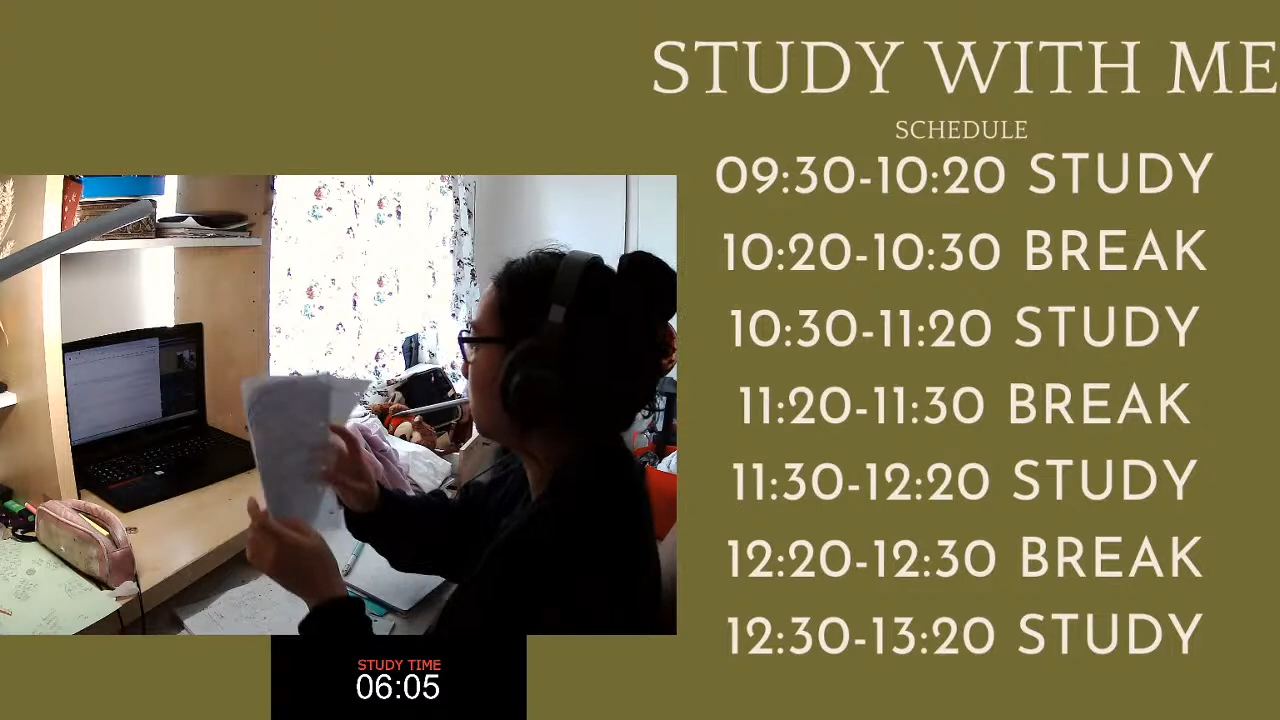 STUDY WITH ME
SCHEDULE
09:30-10:20 STUDY
10:20-10:30 BREAK
10:30-11:20 STUDY
11:20-11:30 BREAK
11:30-12:20 STUDY
12:20-12:30 BREAK
12:30-13:20 STUDY
STUDY TIME
06:05